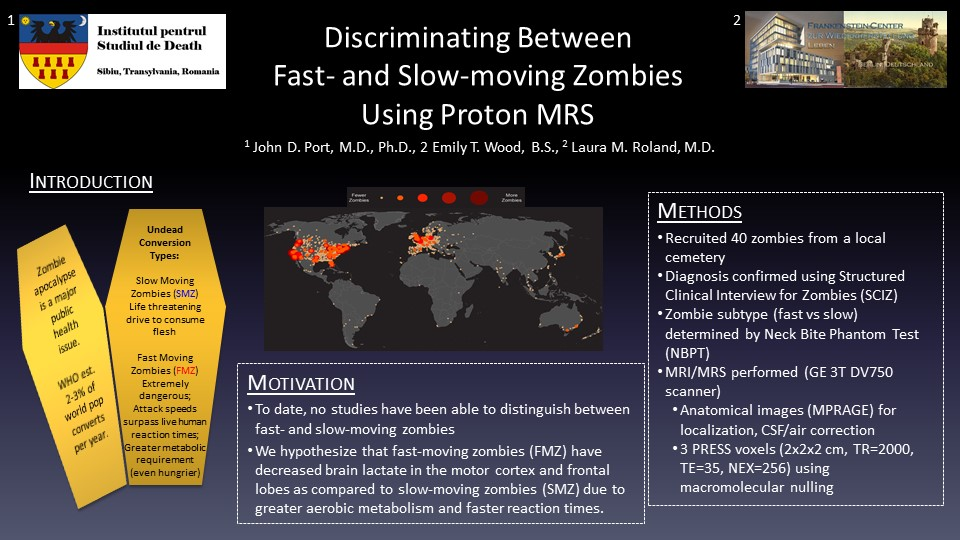 1
Institutul pentrul
Studiul de Death
Sibiu, Transylvania, Romania
Discriminating Between
Fast- and Slow-moving Zombies
Using Proton MRS
2
FRANKENSTEIN CENTER
BERLIN DEUTSCHLAND
1 John D. Port, M.D., Ph.D., 2 Emily T. Wood, B.S., 2 Laura M. Roland, M.D.
INTRODUCTION
Zombie
apocalypse
is a major
public
health
issue.
WHO est.
2-3% of
world pop
converts
per year.
Undead
Conversion
Types:
Slow Moving
Zombies (SMZ)
Life threatening
drive to consume
flesh
Fast Moving
Zombies (FMZ)
Extremely
dangerous;
Attack speeds
surpass live human
reaction times;
Greater metabolic
requirement
(even hungrier)
Fewer
Zombies
More
Zombies
MOTIVATION
• To date, no studies have been able to distinguish between
fast- and slow-moving zombies
• We hypothesize that fast-moving zombies (FMZ) have
decreased brain lactate in the motor cortex and frontal
lobes as compared to slow-moving zombies (SMZ) due to
greater aerobic metabolism and faster reaction times.
METHODS
• Recruited 40 zombies from a local
cemetery
• Diagnosis confirmed using Structured
Clinical Interview for Zombies (SCIZ)
• Zombie subtype (fast vs slow)
determined by Neck Bite Phantom Test
(NBPT)
• MRI/MRS performed (GE 3T DV750
scanner)
• Anatomical images (MPRAGE) for
localization, CSF/air correction
• 3 PRESS voxels (2x2x2 cm, TR=2000,
TE=35, NEX=256) using
macromolecular nulling